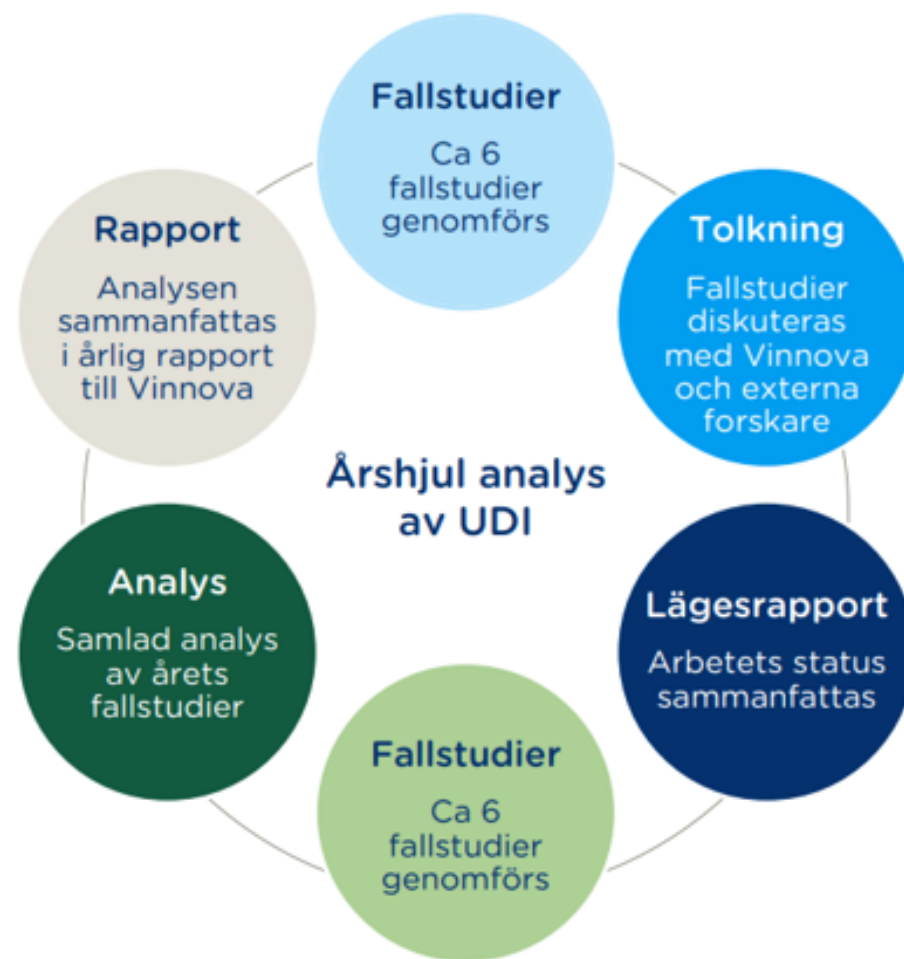 Fallstudier
Ca 6
fallstudier
genomförs
Tolkning
Fallstudier
diskuteras
med Vinnova
och externa
forskare
Lägesrapport
Arbetets status
sammanfattas
Fallstudier
Ca 6
fallstudier
genomförs
Analys
Samlad analys
av årets
fallstudier
Rapport
Analysen
sammanfattas
i årlig rapport
till Vinnova
Årshjul analys
av UDI